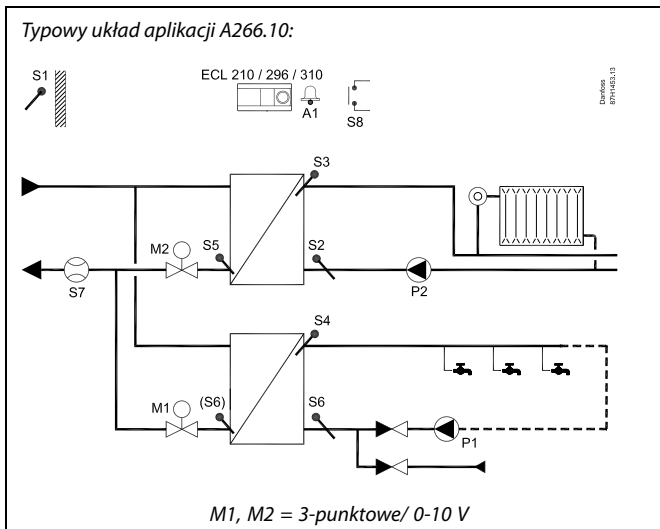 Typowy układ aplikacji A266.10:
S1
ECL 210 / 296 / 310
A1
S8
Danfoss
87H1453.13
S3
M2
S5
S2
S7
P2
S4
M1
(S6)
S6
P1
M1, M2 = 3-punktowe/ 0-10 V